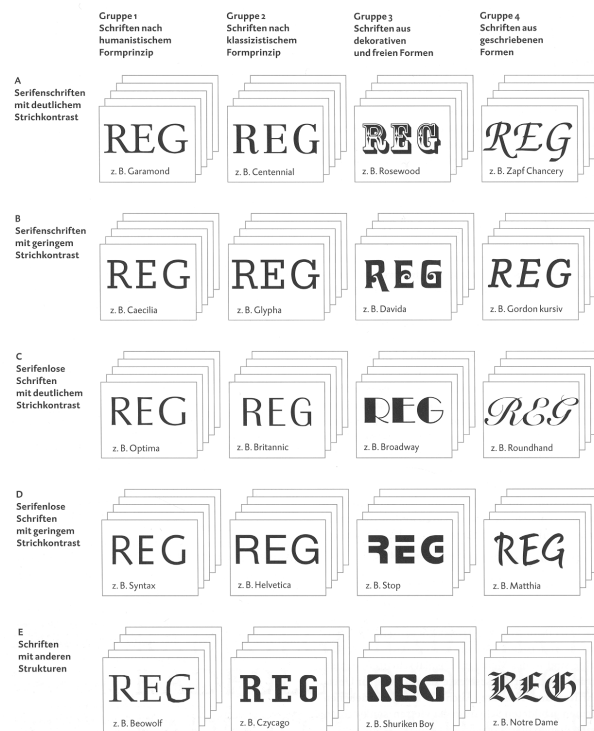 Gruppe 1
Schriften nach
humanistischem
Formprinzip
Gruppe 2
Schriften nach
klassizistischem
Formprinzip
Gruppe 3
Schriften aus
dekorativen
und freien Formen
Gruppe 4
Schriften aus
geschriebenen
Formen
A
Serifenschriften
mit deutlichem
Strichkontrast
REG
z. B. Garamond
REG
z. B. Centennial
REG
z. B. Rosewood
REG
z. B. Zapf Chancery
B
Serifenschriften
mit geringem
Strichkontrast
REG
z. B. Caecilia
REG
z. B. Glypha
REG
z. B. Davida
REG
z. B. Gordon kursiv
C
Serifenlose
Schriften
mit deutlichem
Strichkontrast
REG
z. B. Optima
REG
z. B. Britannic
REG
z. B. Broadway
REG
z. B. Roundhand
D
Serifenlose
Schriften
mit geringem
Strichkontrast
REG
z. B. Syntax
REG
z. B. Helvetica
REG
z. B. Stop
REG
z. B. Matthia
E
Schriften
mit anderen
Strukturen
REG
z. B. Beowolf
REG
z. B. Czycago
REG
z. B. Shuriken Boy
REG
z. B. Notre Dame